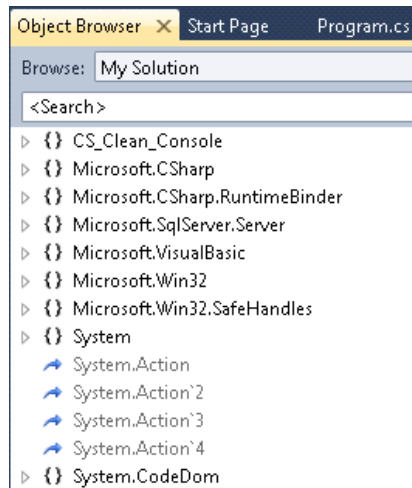 Object Browser Start Page Program.cs
Browse: My Solution
<Search>
{} CS_Clean_Console
{} Microsoft.CSharp
{} Microsoft.CSharp.RuntimeBinder
{} Microsoft.SqlServer.Server
{} Microsoft.VisualBasic
{} Microsoft.Win32
{} Microsoft.Win32.SafeHandles
{} System
System.Action
System.Action`2
System.Action`3
System.Action`4
{} System.CodeDom